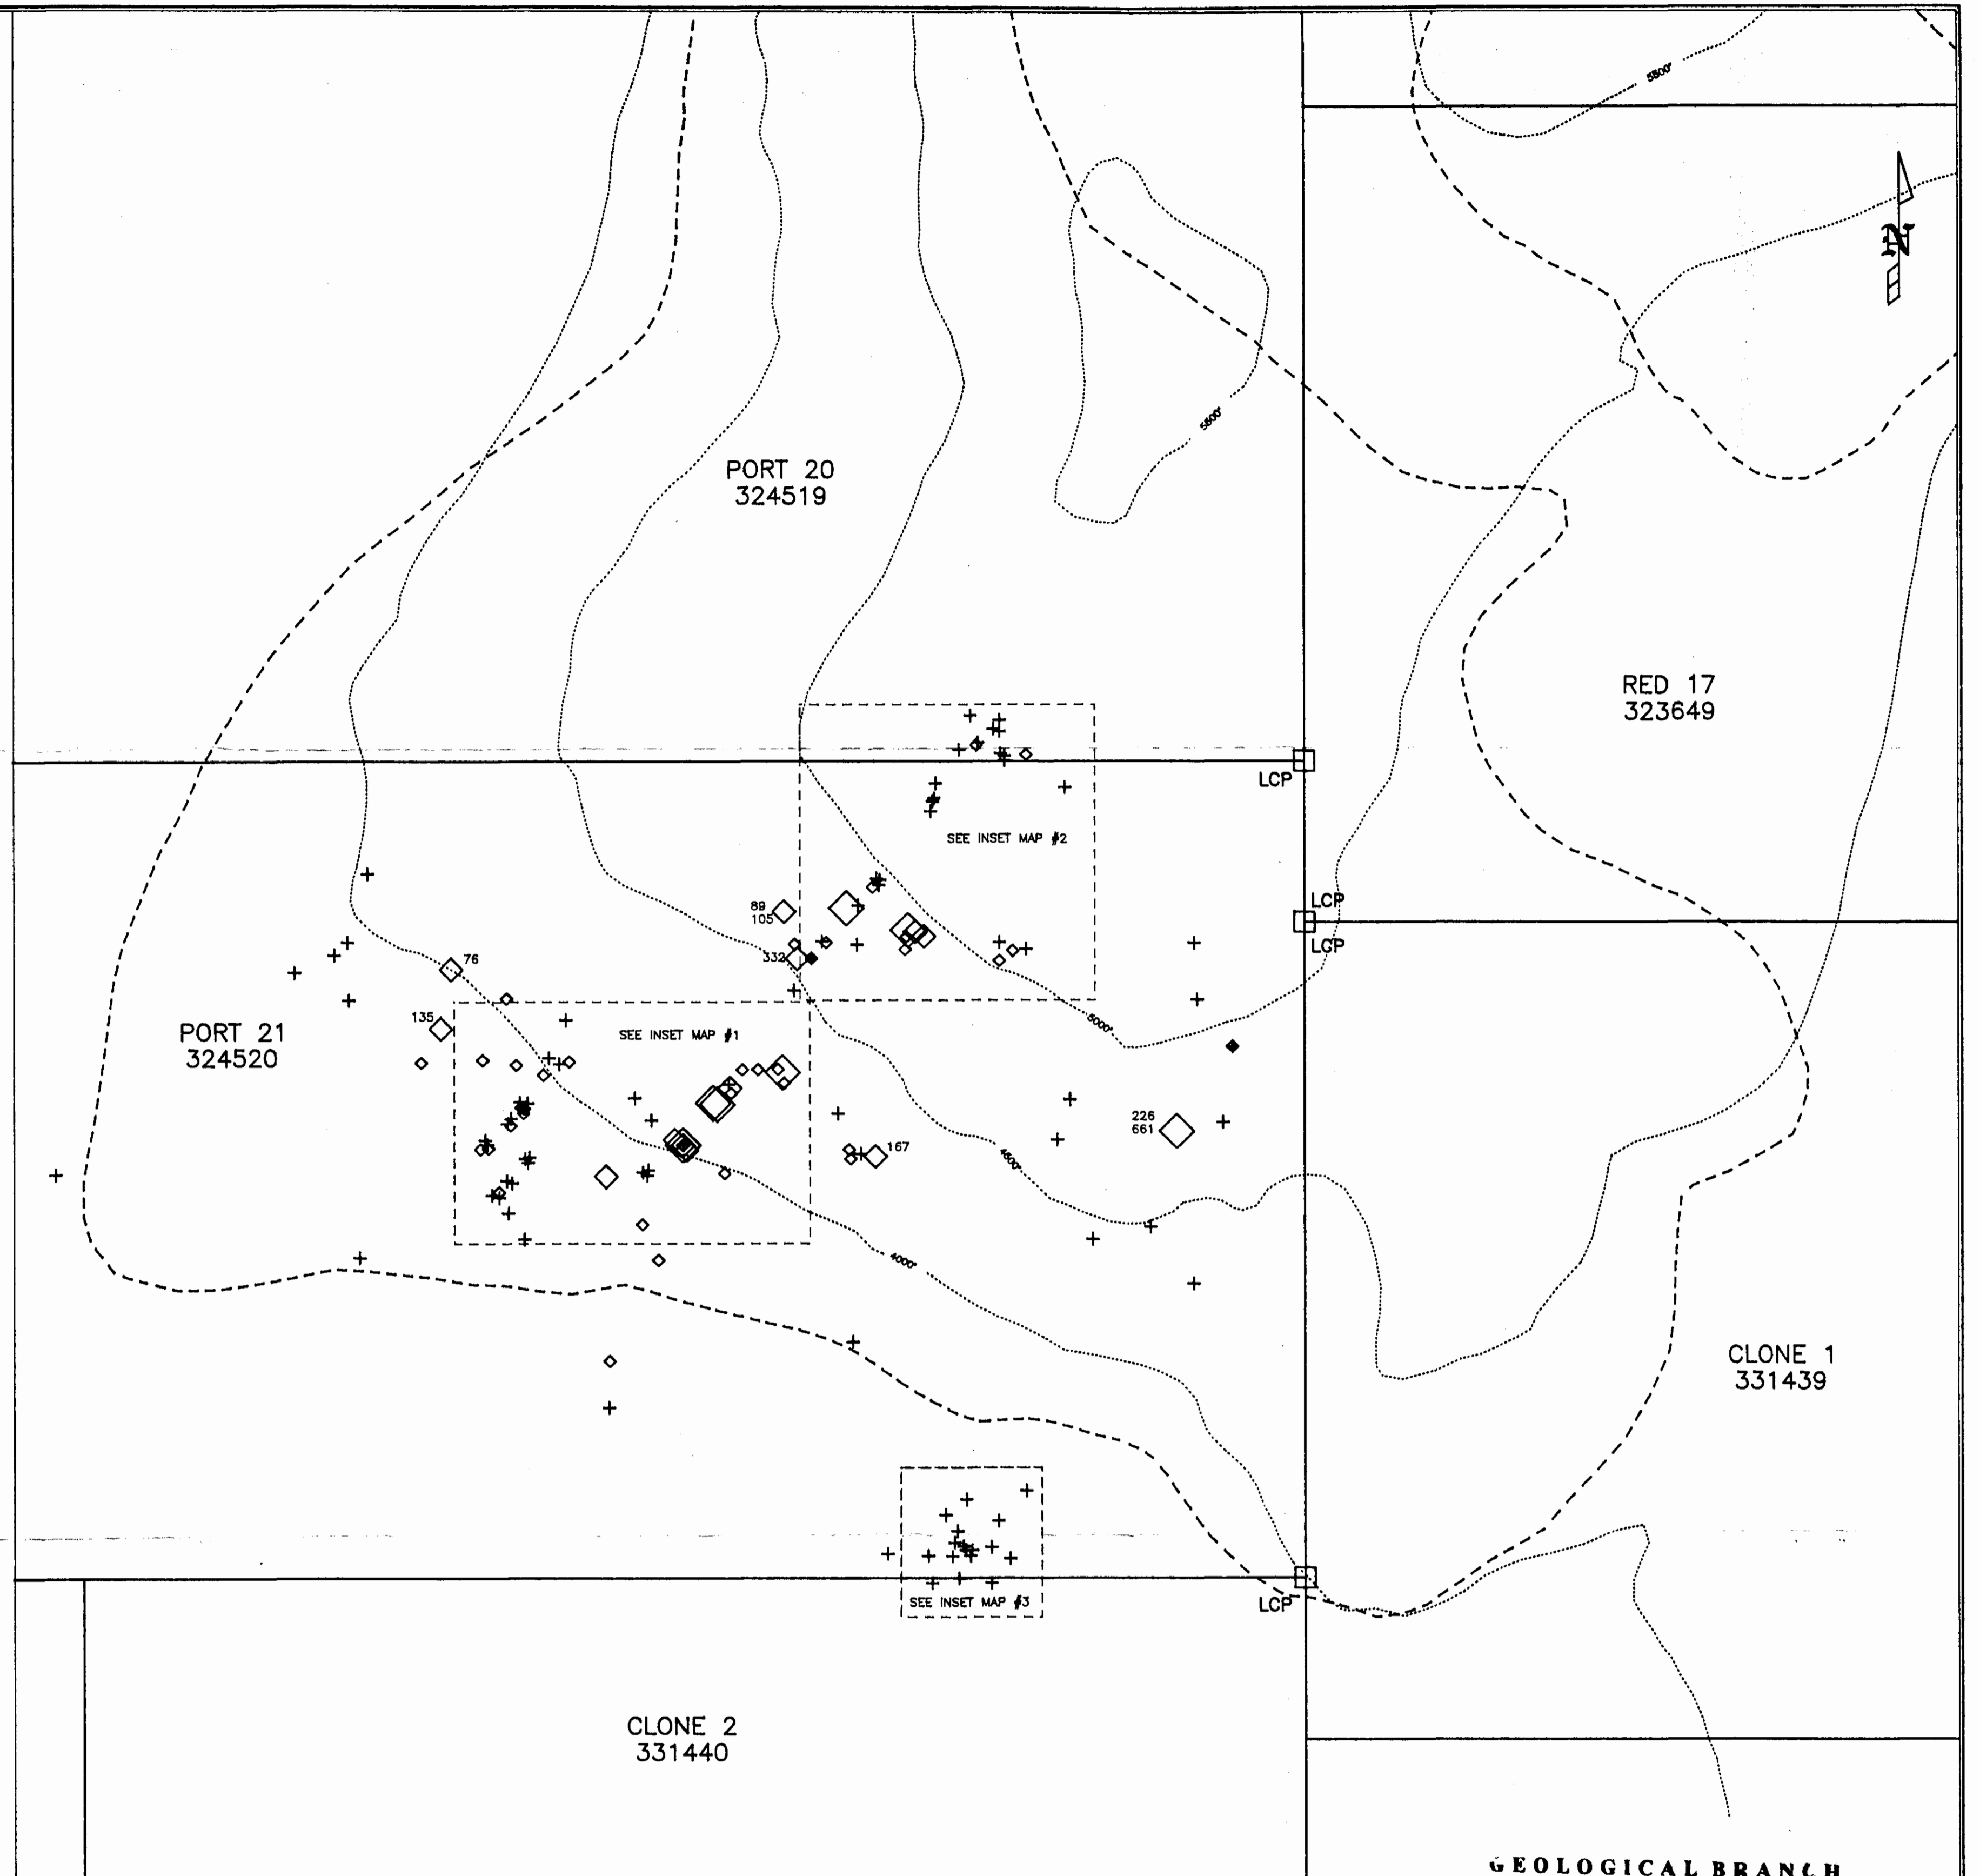 5500'
N
5500'
PORT 20
324519
RED 17
323649
LCP
SEE INSET MAP #2
LCP
LCP
89
105
332
76
135
PORT 21
324520
SEE INSET MAP #1
5000'
226
661
167
4500'
4000'
CLONE 1
331439
SEE INSET MAP #3
LCP
CLONE 2
331440
GEOLOGICAL BRANCH